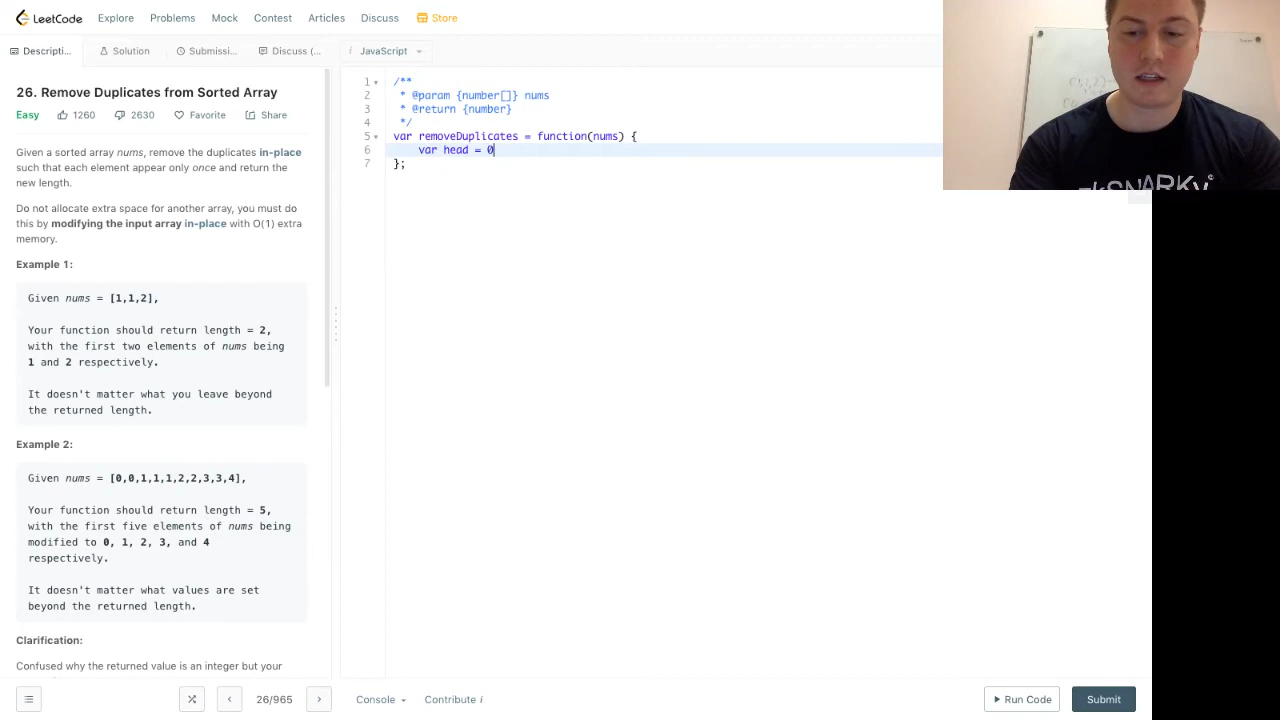 LeetCode
Explore
Problems
Mock
Contest
Articles
Discuss
Store
Descripti...
Solution
Submissi...
Discuss (...
i JavaScript
26. Remove Duplicates from Sorted Array
Easy
1260
2630
Favorite
Share
Given a sorted array nums, remove the duplicates in-place
such that each element appear only once and return the
new length.
Do not allocate extra space for another array, you must do
this by modifying the input array in-place with O(1) extra
memory.
Example 1:
Given nums = [1,1,2],
Your function should return length = 2,
with the first two elements of nums being
1 and 2 respectively.
It doesn't matter what you leave beyond
the returned length.
Example 2:
Given nums = [0,0,1,1,1,2,2,3,3,4],
Your function should return length = 5,
with the first five elements of nums being
modified to 0, 1, 2, 3, and 4
respectively.
It doesn't matter what values are set
beyond the returned length.
Clarification:
Confused why the returned value is an integer but your
1 /**
2 * @param {number[]} nums
3 * @return {number}
4 */
5 var removeDuplicates = function(nums) {
6 var head = 0
7 };
26/965
Console
Contribute i
Run Code
Submit